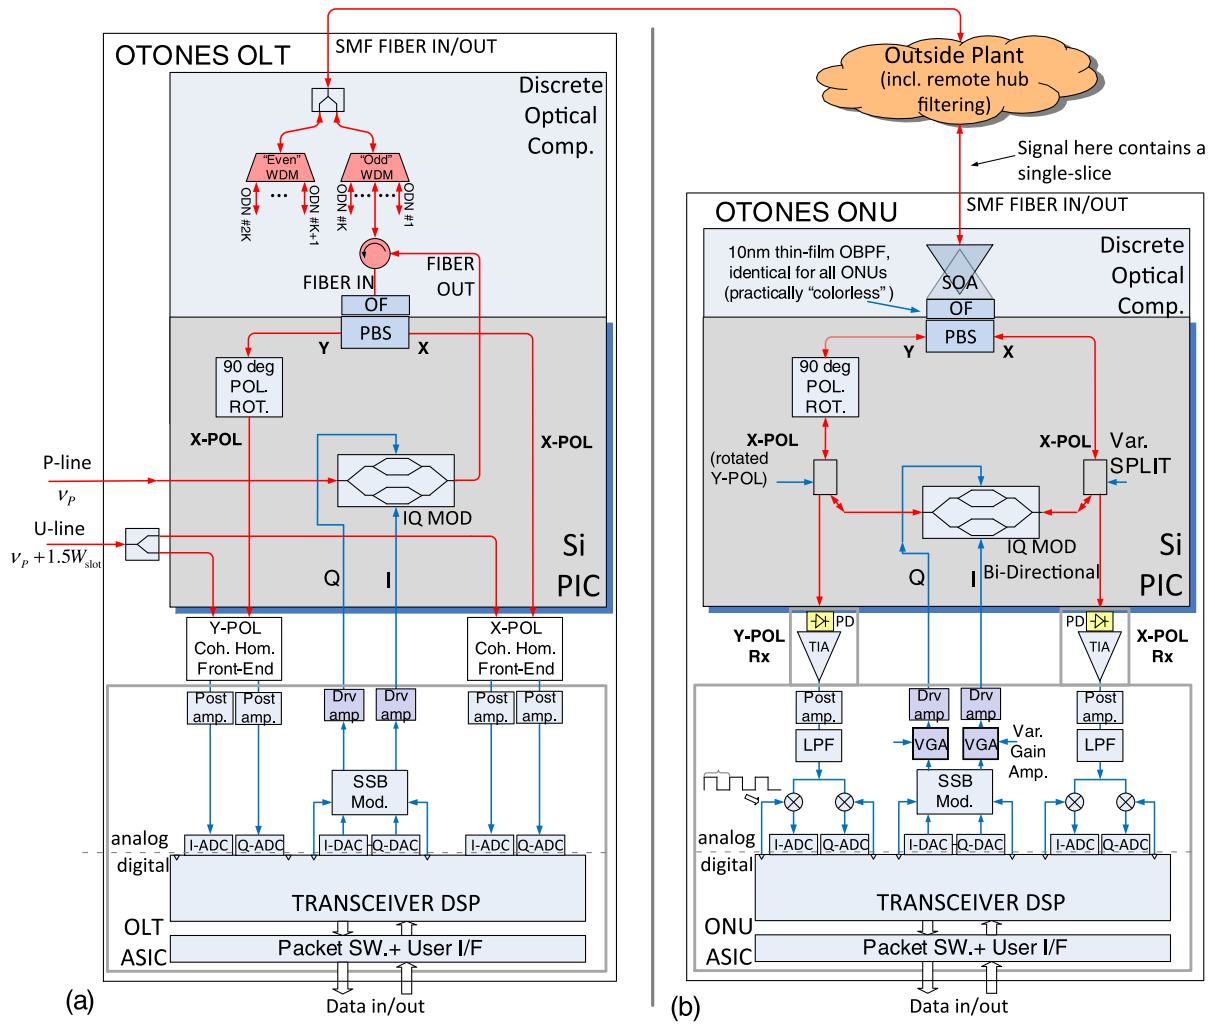 OTONES OLT
SMF FIBER IN/OUT
Discrete
Optical
Comp.
"Even"
WDM
"Odd"
WDM
ODN #2K
ODN #K+1
ODN #K
ODN #1
FIBER IN
FIBER
OUT
OF
PBS
Y
X
90 deg
POL.
ROT.
X-POL
X-POL
P-line
νP
U-line
νP + 1.5Wslot
IQ MOD
Q
I
Si
PIC
Y-POL
Coh. Hom.
Front-End
X-POL
Coh. Hom.
Front-End
Post
amp.
Post
amp.
Drv
amp
Drv
amp
Post
amp.
Post
amp.
SSB
Mod.
analog
digital
I-ADC
Q-ADC
I-DAC
Q-DAC
I-ADC
Q-ADC
TRANSCEIVER DSP
OLT
ASIC
Packet SW.+ User I/F
Data in/out
(a)
Outside Plant
(incl. remote hub
filtering)
Signal here contains a
single-slice
OTONES ONU
SMF FIBER IN/OUT
10nm thin-film OBPF,
identical for all ONUs
(practically "colorless" )
Discrete
Optical
Comp.
SOA
OF
PBS
Y
X
90 deg
POL.
ROT.
X-POL
(rotated
Y-POL)
X-POL
Var.
SPLIT
IQ MOD
Bi-Directional
Q
I
Si
PIC
Y-POL
Rx
PD
TIA
PD
TIA
X-POL
Rx
Post
amp.
Drv
amp
Drv
amp
Post
amp.
LPF
VGA
VGA
Var.
Gain
Amp.
LPF
SSB
Mod.
analog
digital
I-ADC
Q-ADC
I-DAC
Q-DAC
I-ADC
Q-ADC
TRANSCEIVER DSP
ONU
ASIC
Packet SW.+ User I/F
Data in/out
(b)